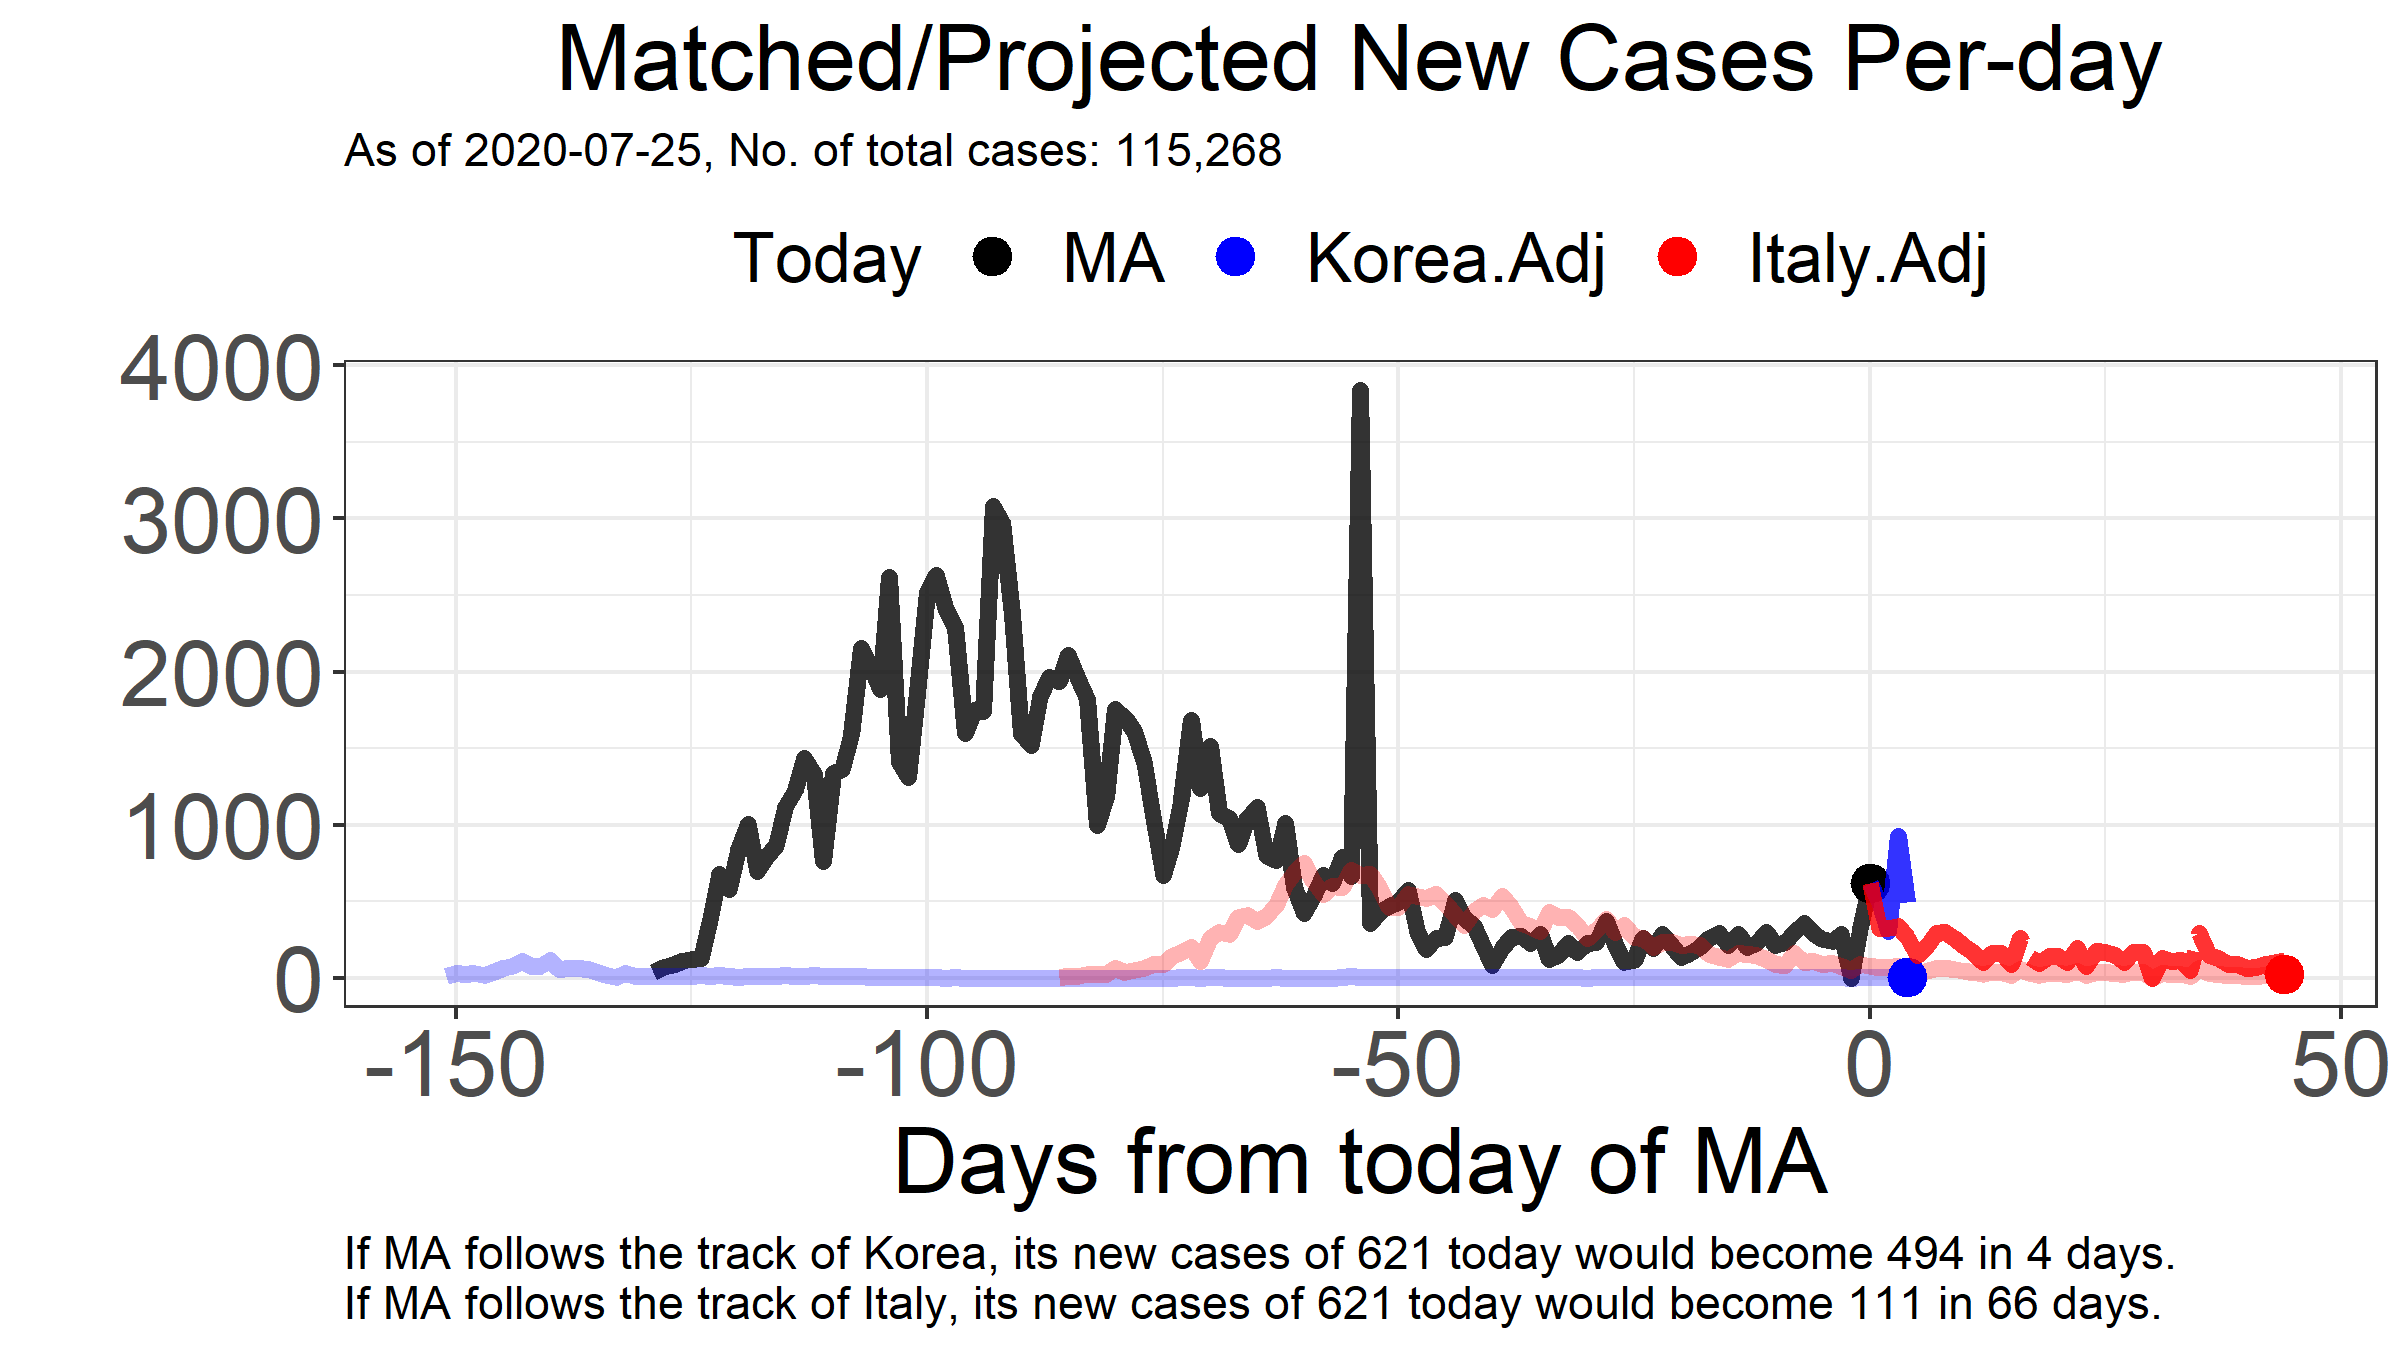 Matched/Projected New Cases Per-day
As of 2020-07-25, No. of total cases: 115,268
Today MA Korea.Adj Italy.Adj
4000
3000
2000
1000
0
-150 -100 -50 0 50
Days from today of MA
If MA follows the track of Korea, its new cases of 621 today would become 494 in 4 days.
If MA follows the track of Italy, its new cases of 621 today would become 111 in 66 days.